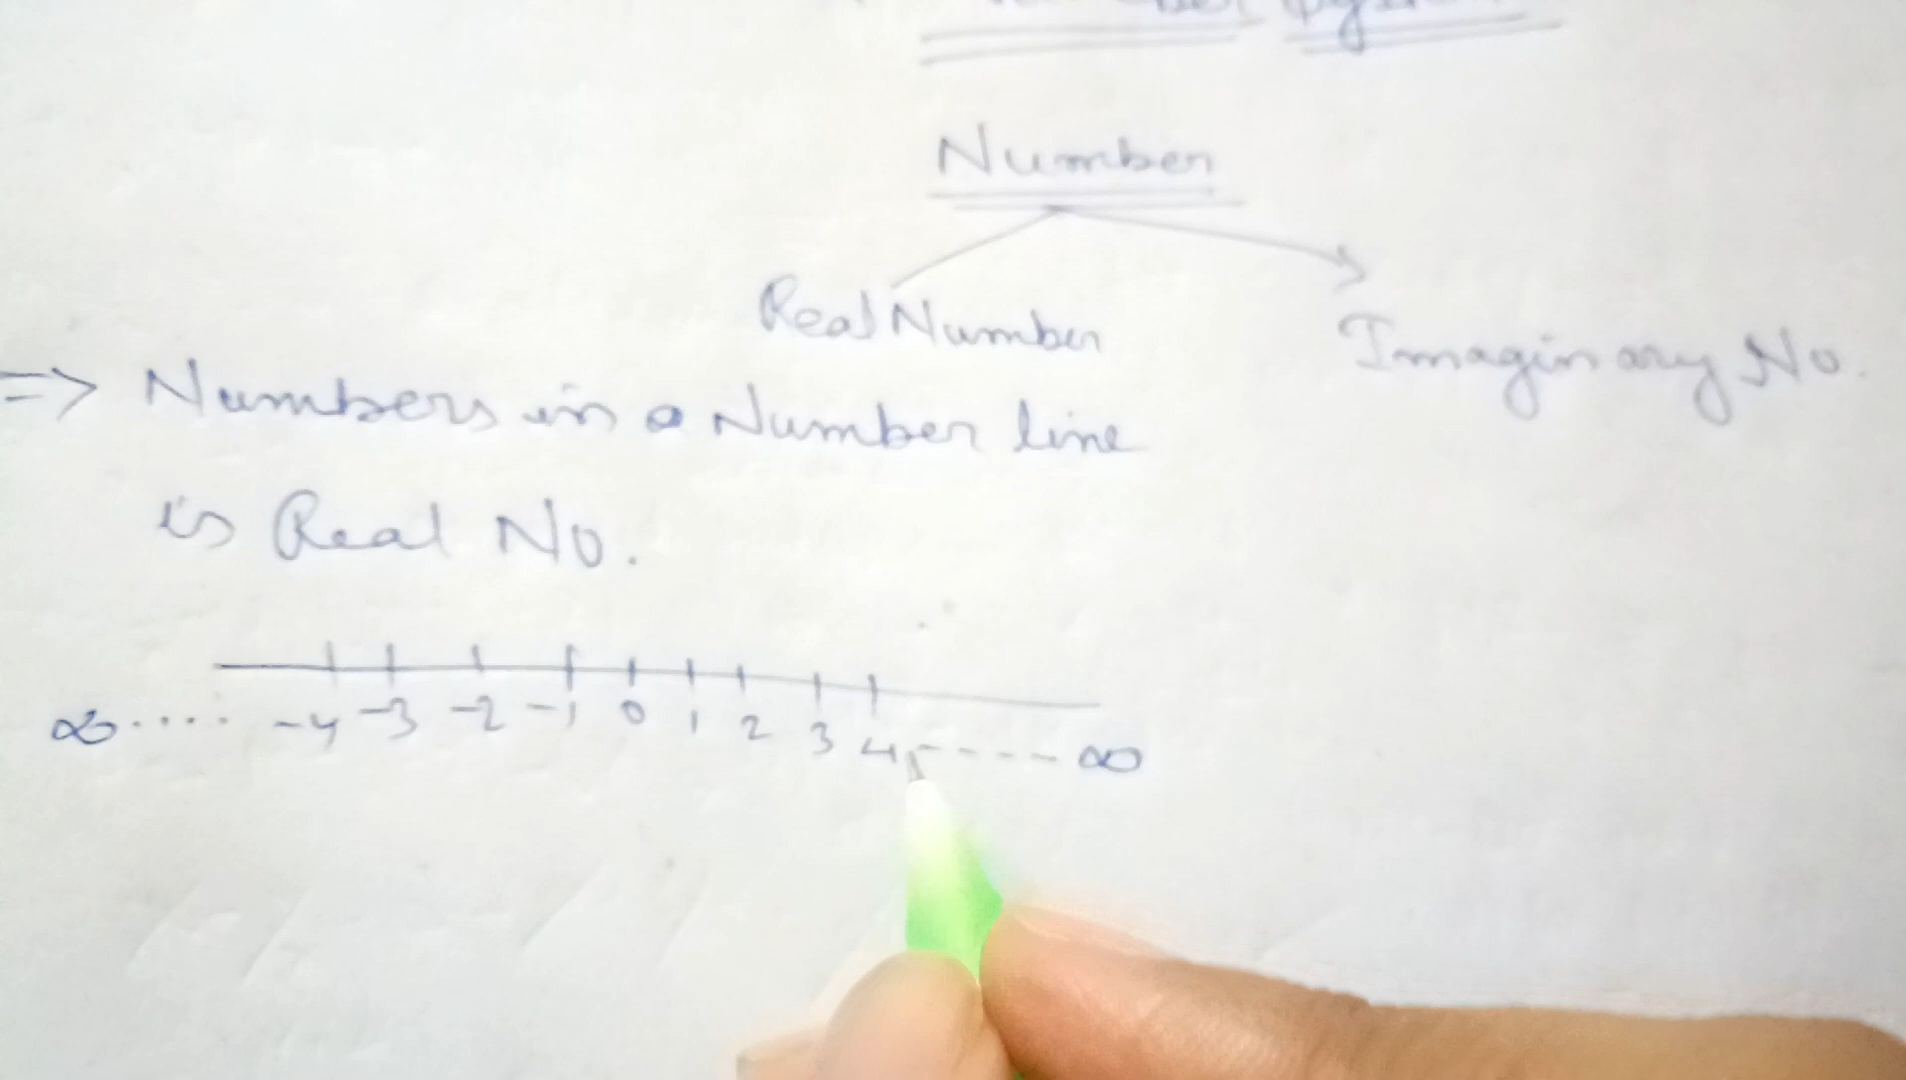 Number
Real Number
Imaginary No.
=> Numbers in a Number line
is Real No.
∞ .... -4 -3 -2 -1 0 1 2 3 4 ---- ∞